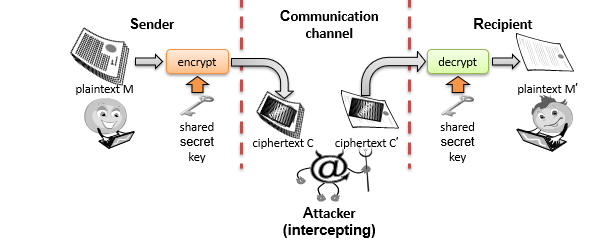 Sender
Communication
channel
Recipient
encrypt
decrypt
plaintext M
plaintext M′
shared
secret
key
ciphertext C
ciphertext C′
shared
secret
key
@
Attacker
(intercepting)